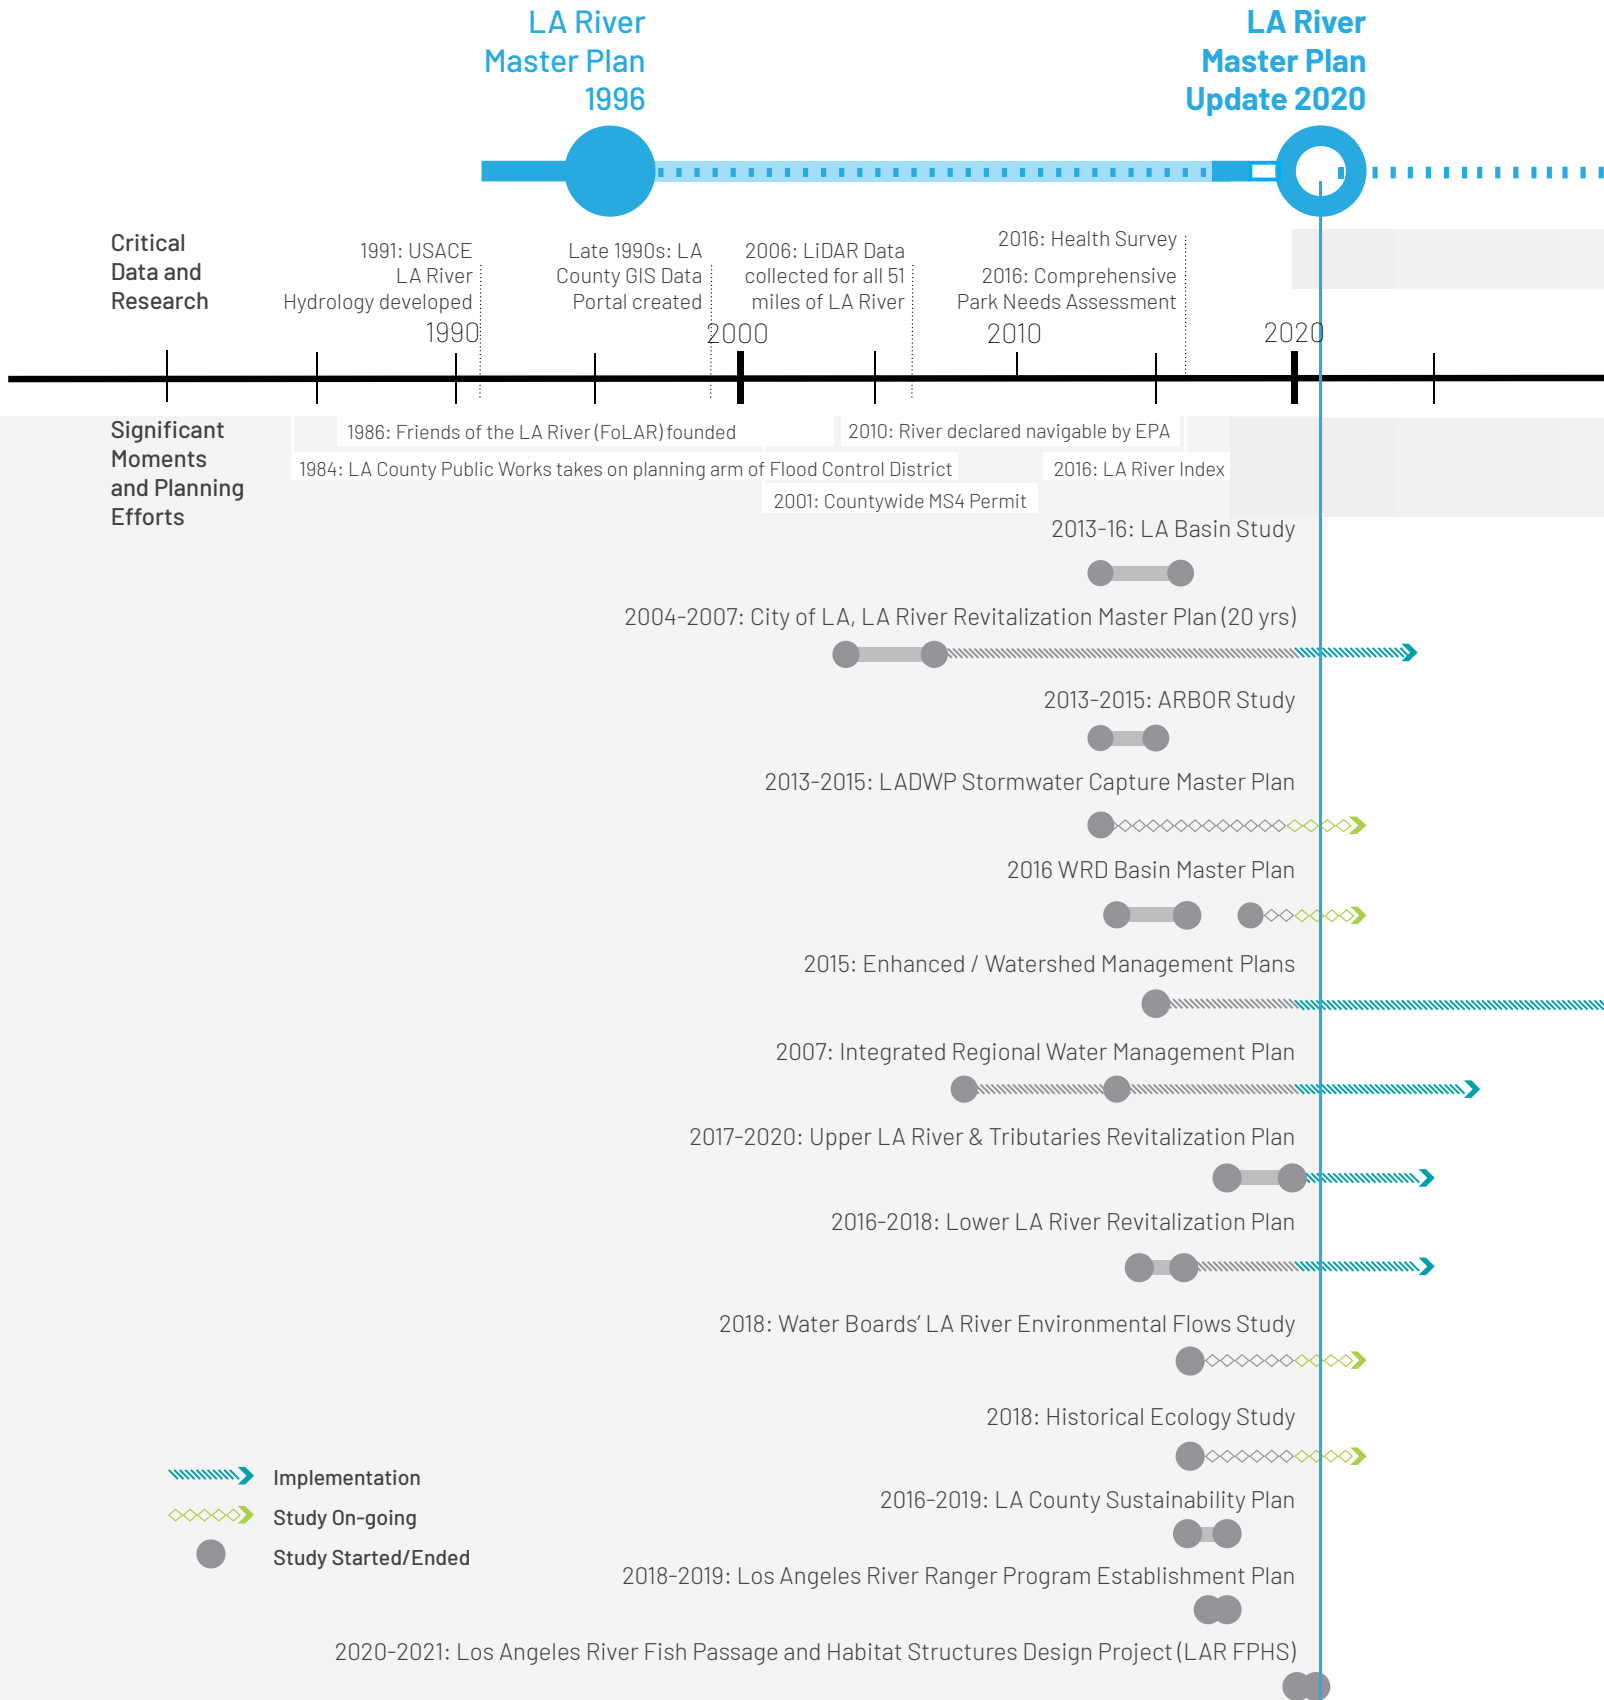 LA River
Master Plan
1996
LA River
Master Plan
Update 2020
Critical
Data and
Research
1991: USACE
LA River
Hydrology developed
Late 1990s: LA
County GIS Data
Portal created
2006: LiDAR Data
collected for all 51
miles of LA River
2016: Health Survey
2016: Comprehensive
Park Needs Assessment
1990
2000
2010
2020
Significant
Moments
and Planning
Efforts
1986: Friends of the LA River (FoLAR) founded
2010: River declared navigable by EPA
1984: LA County Public Works takes on planning arm of Flood Control District
2016: LA River Index
2001: Countywide MS4 Permit
2013-16: LA Basin Study
2004-2007: City of LA, LA River Revitalization Master Plan (20 yrs)
2013-2015: ARBOR Study
2013-2015: LADWP Stormwater Capture Master Plan
2016 WRD Basin Master Plan
2015: Enhanced / Watershed Management Plans
2007: Integrated Regional Water Management Plan
2017-2020: Upper LA River & Tributaries Revitalization Plan
2016-2018: Lower LA River Revitalization Plan
2018: Water Boards’ LA River Environmental Flows Study
2018: Historical Ecology Study
2016-2019: LA County Sustainability Plan
2018-2019: Los Angeles River Ranger Program Establishment Plan
2020-2021: Los Angeles River Fish Passage and Habitat Structures Design Project (LAR FPHS)
Implementation
Study On-going
Study Started/Ended